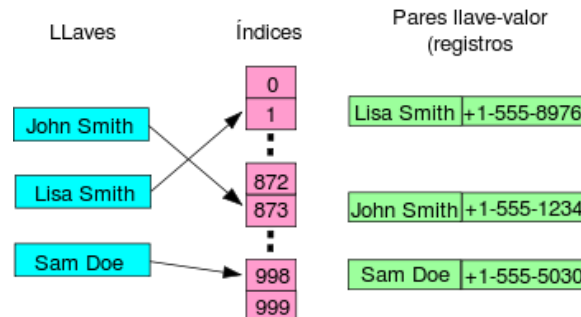 LLaves
Índices
Pares llave-valor
(registros
0
1
Lisa Smith +1-555-8976
John Smith
Lisa Smith
872
873
John Smith +1-555-1234
Sam Doe
998
999
Sam Doe +1-555-5030